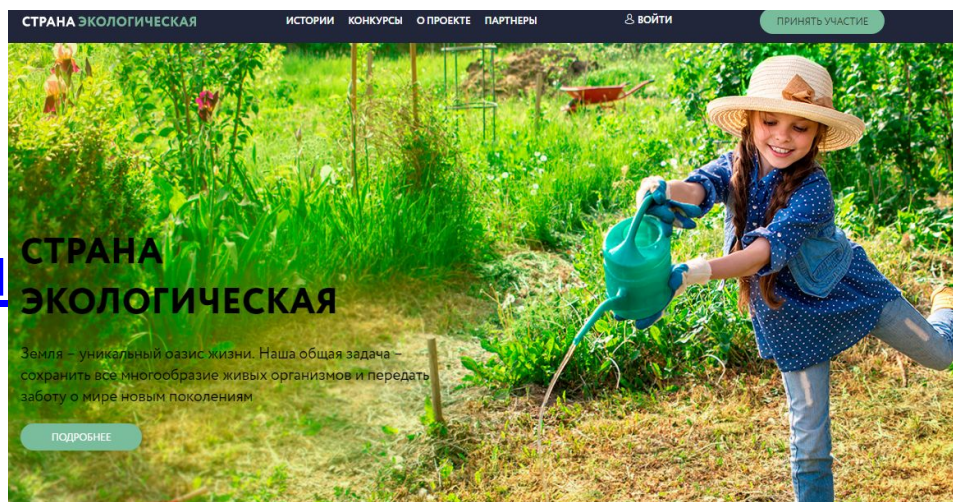 СТРАНА ЭКОЛОГИЧЕСКАЯ ИСТОРИИ КОНКУРСЫ О ПРОЕКТЕ ПАРТНЕРЫ ВОЙТИ ПРИНЯТЬ УЧАСТИЕ
СТРАНА
ЭКОЛОГИЧЕСКАЯ
Земля – уникальный оазис жизни. Наша общая задача –
сохранить все многообразие живых организмов и передать
заботу о мире новым поколениям
ПОДРОБНЕЕ